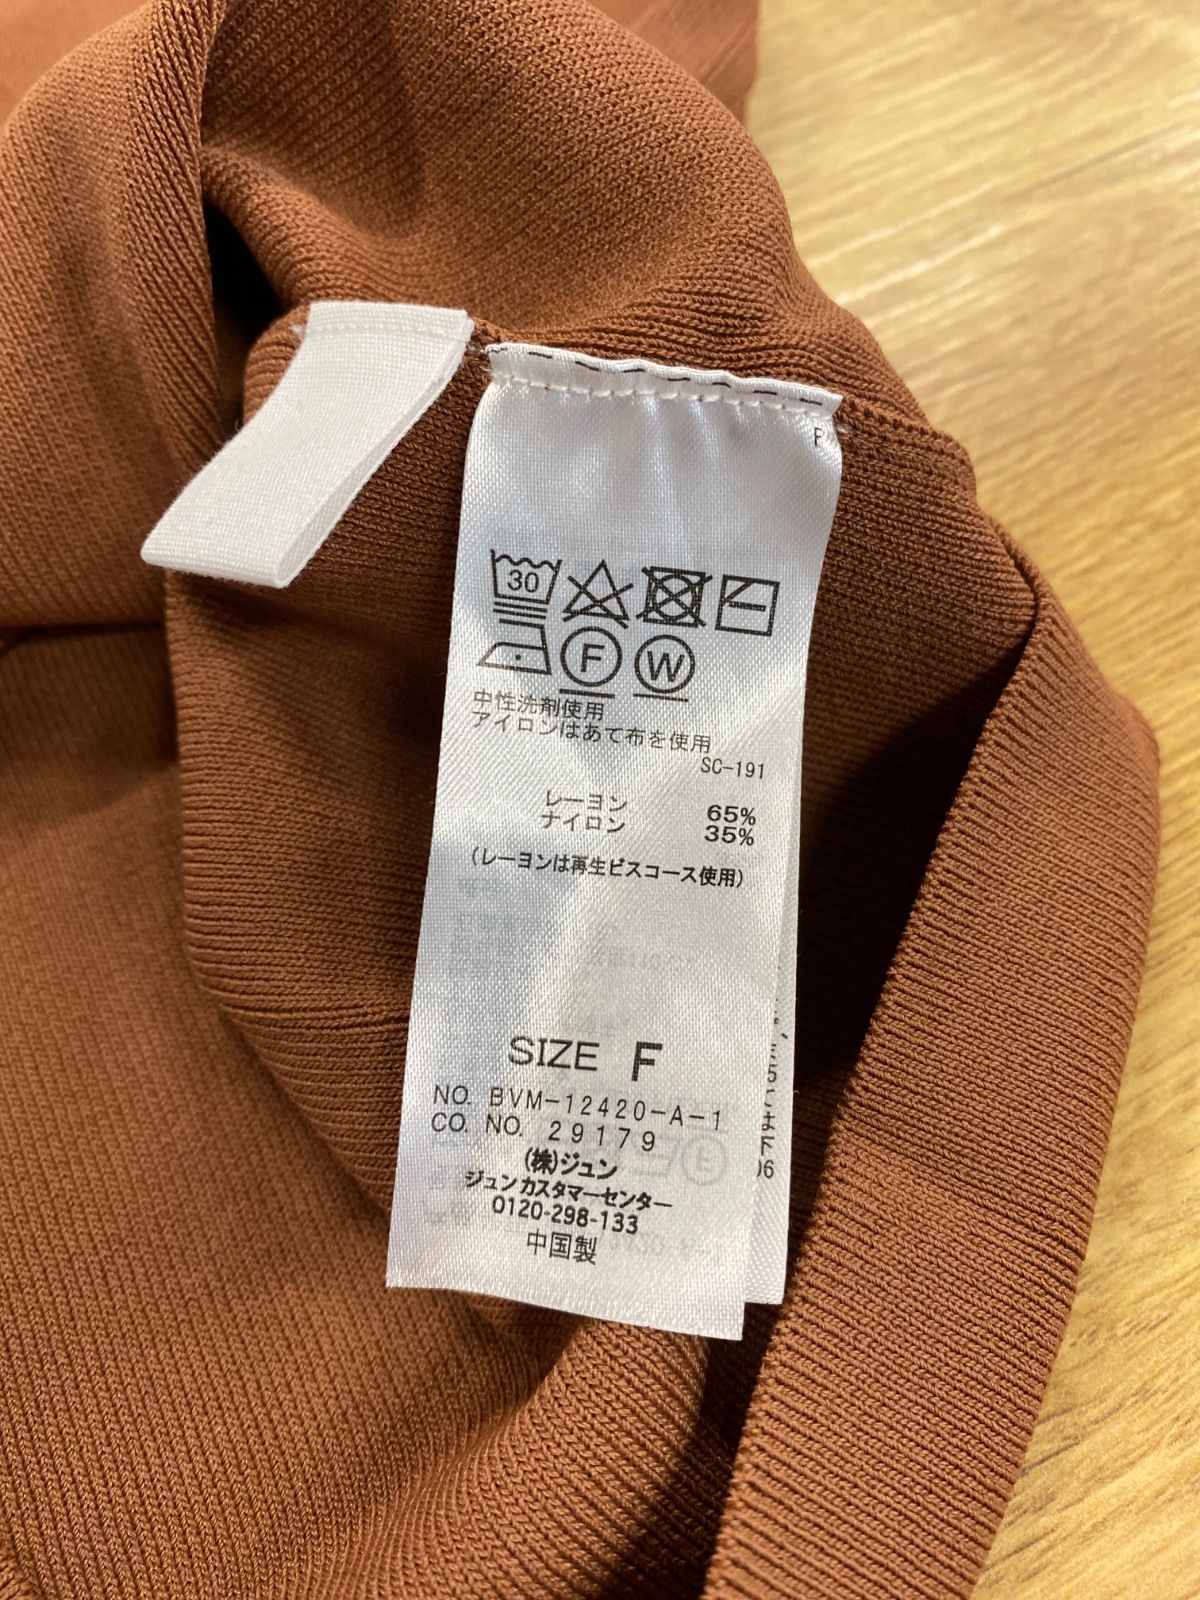 F
30
F W
中性洗剤使用
アイロンはあて布を使用
SC-191
レーヨン 65%
ナイロン 35%
(レーヨンは再生ビスコース使用)
SIZE F
NO. BVM-12420-A-1
CO. NO. 29179
(株)ジュン
ジュンカスタマーセンター
0120-298-133
中国製